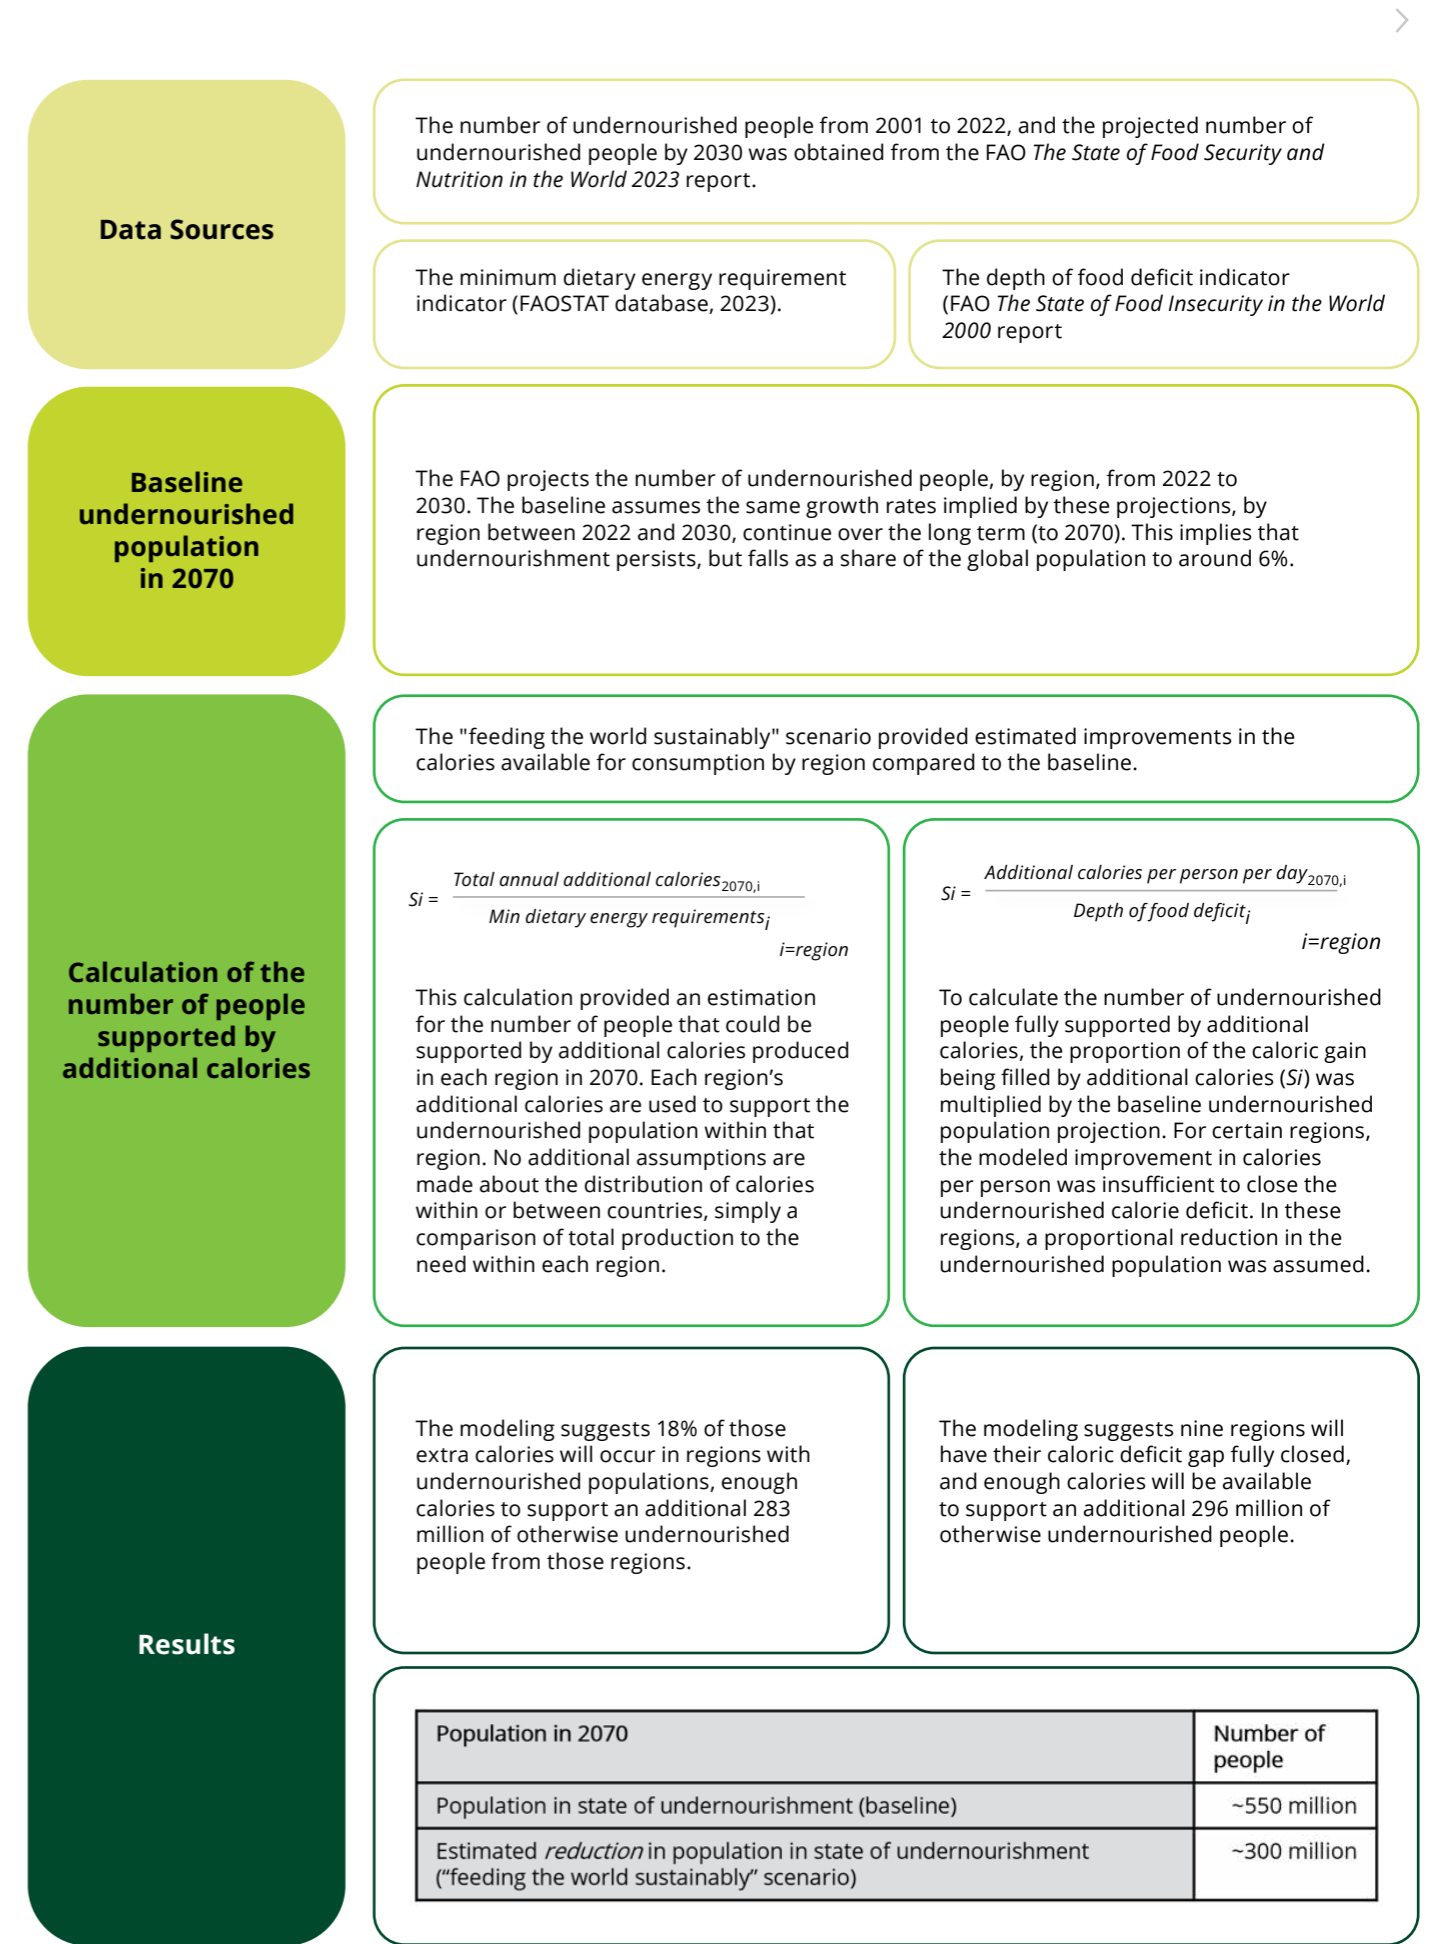 Data Sources
The number of undernourished people from 2001 to 2022, and the projected number of
undernourished people by 2030 was obtained from the FAO The State of Food Security and
Nutrition in the World 2023 report.
The minimum dietary energy requirement
indicator (FAOSTAT database, 2023).
The depth of food deficit indicator
(FAO The State of Food Insecurity in the World
2000 report
Baseline
undernourished
population
in 2070
The FAO projects the number of undernourished people, by region, from 2022 to
2030. The baseline assumes the same growth rates implied by these projections, by
region between 2022 and 2030, continue over the long term (to 2070). This implies that
undernourishment persists, but falls as a share of the global population to around 6%.
Calculation of the
number of people
supported by
additional calories
The "feeding the world sustainably" scenario provided estimated improvements in the
calories available for consumption by region compared to the baseline.
Si =
Total annual additional calories2070,i
Min dietary energy requirementsi
i=region
This calculation provided an estimation
for the number of people that could be
supported by additional calories produced
in each region in 2070. Each region’s
additional calories are used to support the
undernourished population within that
region. No additional assumptions are
made about the distribution of calories
within or between countries, simply a
comparison of total production to the
need within each region.
Si =
Additional calories per person per day2070,i
Depth of food deficiti
i=region
To calculate the number of undernourished
people fully supported by additional
calories, the proportion of the caloric gain
being filled by additional calories (Si) was
multiplied by the baseline undernourished
population projection. For certain regions,
the modeled improvement in calories
per person was insufficient to close the
undernourished calorie deficit. In these
regions, a proportional reduction in the
undernourished population was assumed.
Results
The modeling suggests 18% of those
extra calories will occur in regions with
undernourished populations, enough
calories to support an additional 283
million of otherwise undernourished
people from those regions.
The modeling suggests nine regions will
have their caloric deficit gap fully closed,
and enough calories will be available
to support an additional 296 million of
otherwise undernourished people.
Population in 2070
Number of
people
Population in state of undernourishment (baseline)
~550 million
Estimated reduction in population in state of undernourishment
(“feeding the world sustainably” scenario)
~300 million